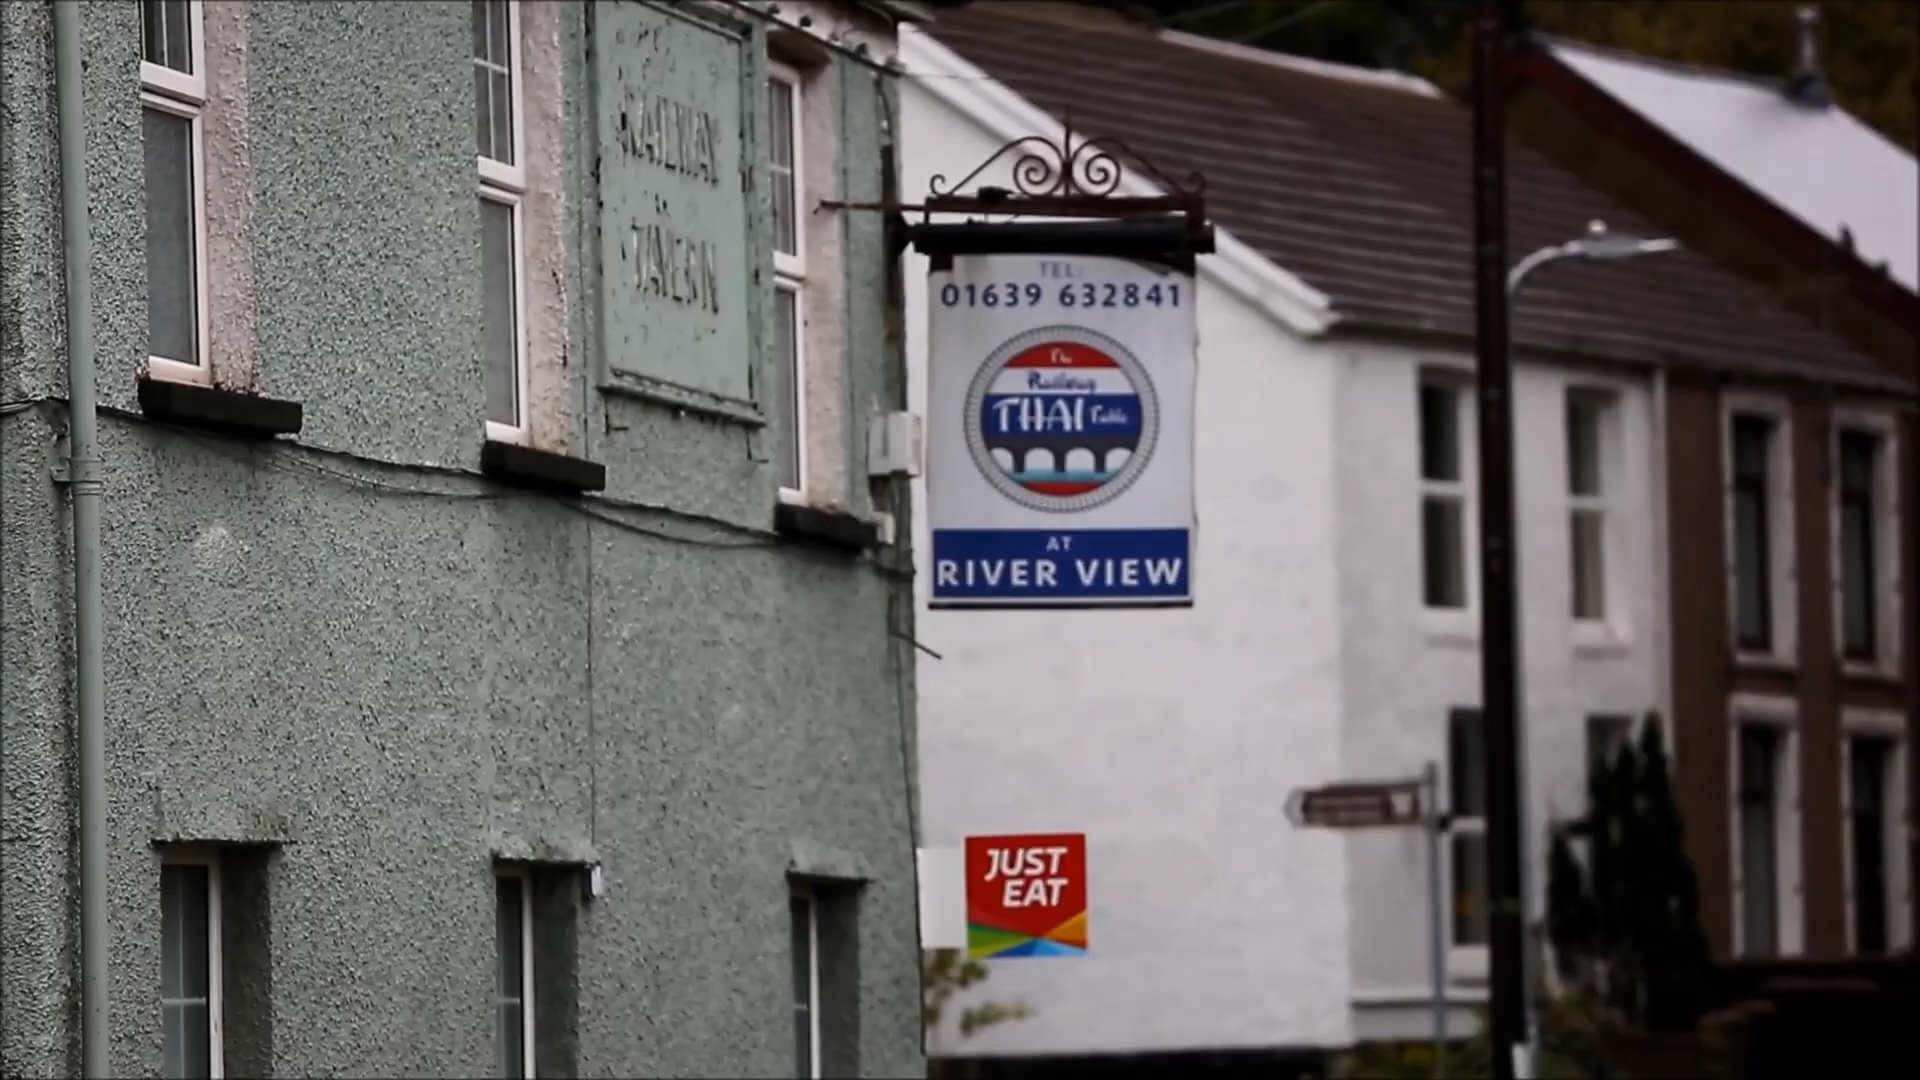 RAILWAY
TAVERN
TEL:
01639 632841
The
Railway
THAI Table
AT
RIVER VIEW
JUST
EAT